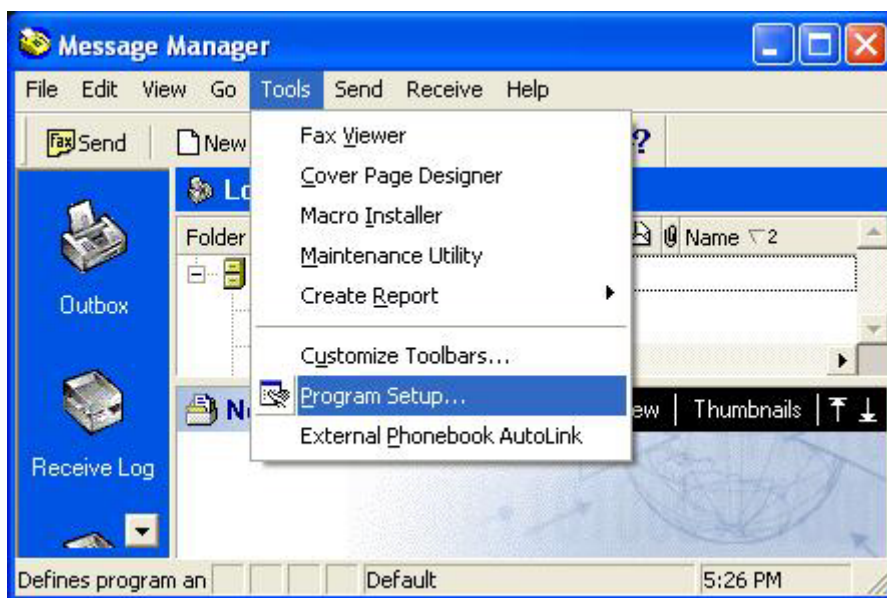 Message Manager
File Edit View Go Tools Send Receive Help
Fax Send New ?
Fax Viewer
Cover Page Designer
Macro Installer
Maintenance Utility
Create Report
Customize Toolbars...
Program Setup...
External Phonebook AutoLink
Folder Name 2
Outbox
Thumbnails
Receive Log
Defines program an Default 5:26 PM